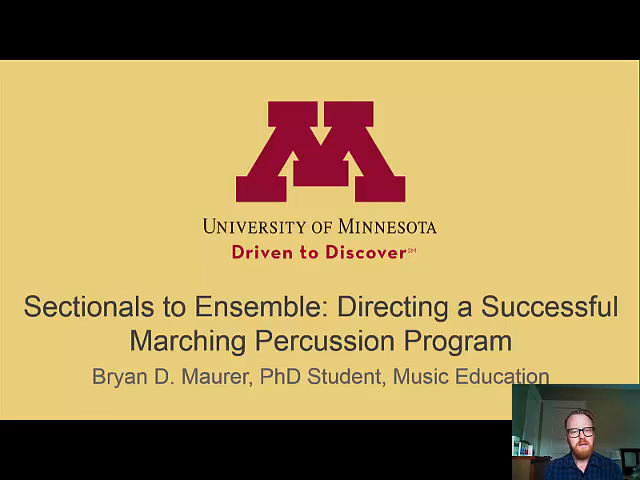 M
UNIVERSITY OF MINNESOTA
Driven to Discover℠
Sectionals to Ensemble: Directing a Successful
Marching Percussion Program
Bryan D. Maurer, PhD Student, Music Education